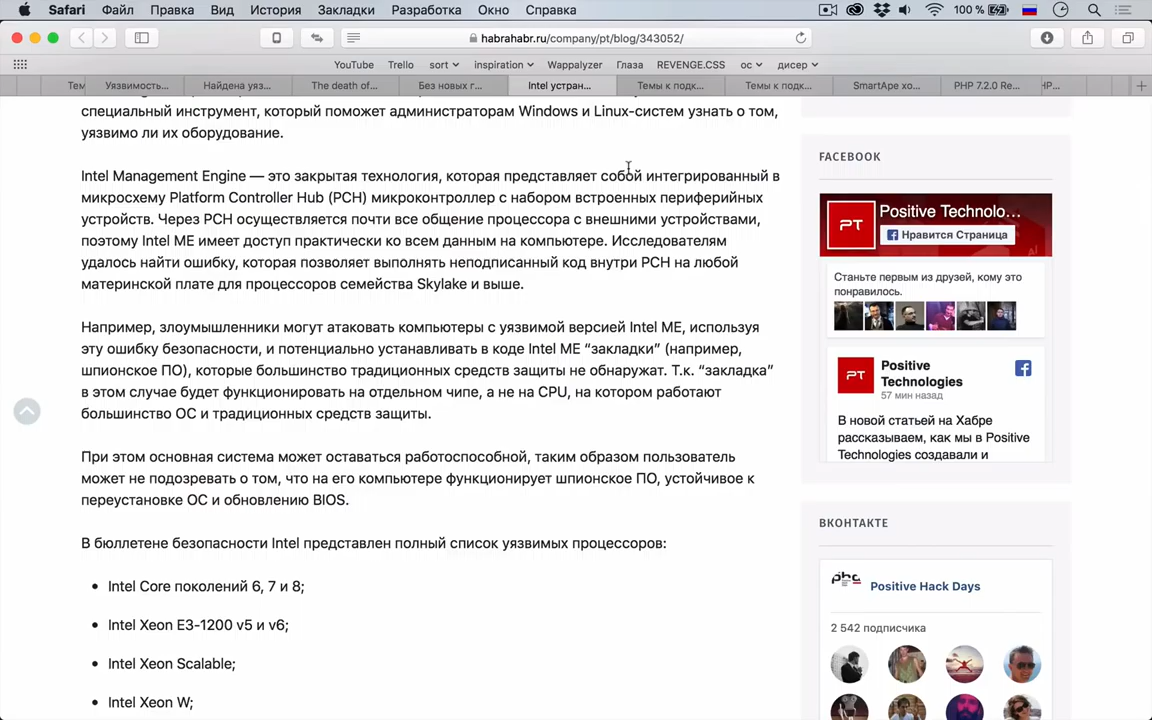 Safari Файл Правка Вид История Закладки Разработка Окно Справка 100 %
habrahabr.ru/company/pt/blog/343052/
YouTube Trello sort inspiration Wappalyzer Глаза REVENGE.CSS ос дисер
Тем Уязвимость... Найдена уяз... The death of... Без новых г... Intel устран... Темы к подк... Темы к подк... SmartApe хо... PHP 7.2.0 Re...
специальный инструмент, который поможет администраторам Windows и Linux-систем узнать о том,
уязвимо ли их оборудование.
Intel Management Engine — это закрытая технология, которая представляет собой интегрированный в
микросхему Platform Controller Hub (PCH) микроконтроллер с набором встроенных периферийных
устройств. Через PCH осуществляется почти все общение процессора с внешними устройствами,
поэтому Intel ME имеет доступ практически ко всем данным на компьютере. Исследователям
удалось найти ошибку, которая позволяет выполнять неподписанный код внутри PCH на любой
материнской плате для процессоров семейства Skylake и выше.
Например, злоумышленники могут атаковать компьютеры с уязвимой версией Intel ME, используя
эту ошибку безопасности, и потенциально устанавливать в коде Intel ME “закладки” (например,
шпионское ПО), которые большинство традиционных средств защиты не обнаружат. Т.к. “закладка”
в этом случае будет функционировать на отдельном чипе, а не на CPU, на котором работают
большинство ОС и традиционных средств защиты.
При этом основная система может оставаться работоспособной, таким образом пользователь
может не подозревать о том, что на его компьютере функционирует шпионское ПО, устойчивое к
переустановке ОС и обновлению BIOS.
В бюллетене безопасности Intel представлен полный список уязвимых процессоров:
• Intel Core поколений 6, 7 и 8;
• Intel Xeon E3-1200 v5 и v6;
• Intel Xeon Scalable;
• Intel Xeon W;
FACEBOOK
PT
Positive Technolo...
Нравится Страница
Станьте первым из друзей, кому это
понравилось.
PT
Positive
Technologies
57 мин назад
В новой статьей на Хабре
рассказываем, как мы в Positive
Technologies создавали и
ВКОНТАКТЕ
phd
Positive Hack Days
2 542 подписчика